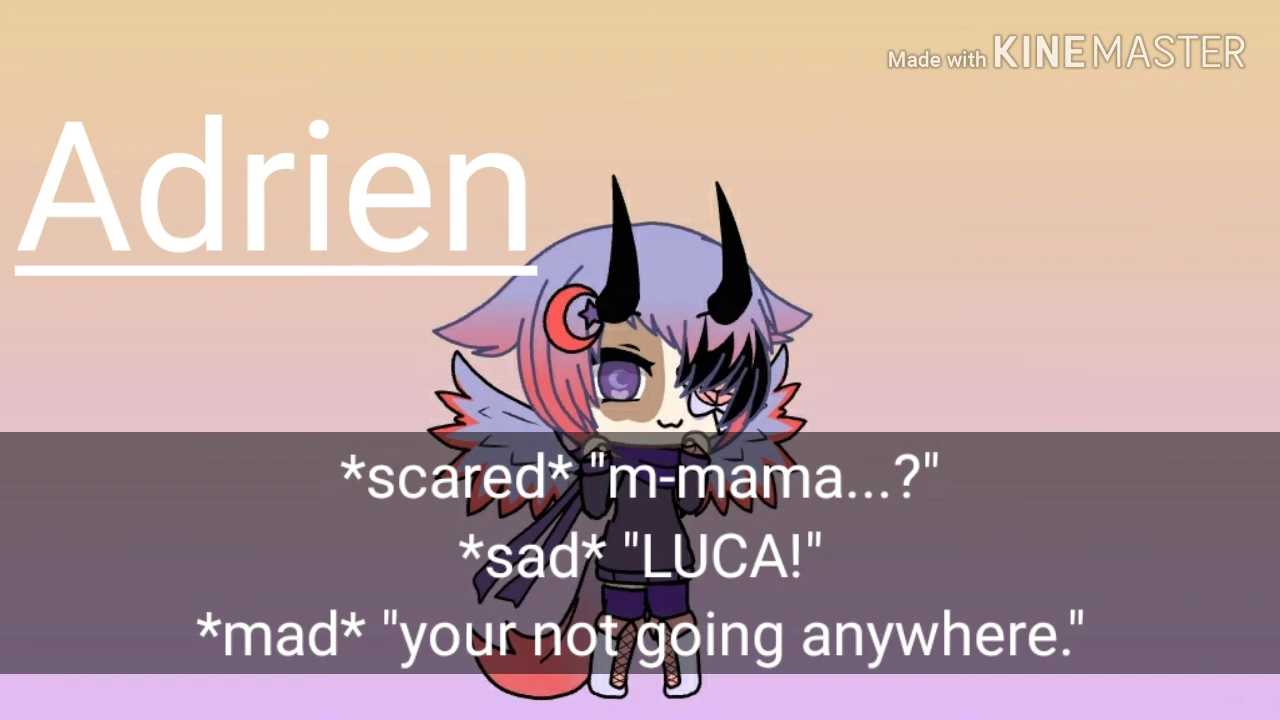 Made with KINEMASTER
Adrien
*scared* "m-mama...?"
*sad* "LUCA!"
*mad* "your not going anywhere."